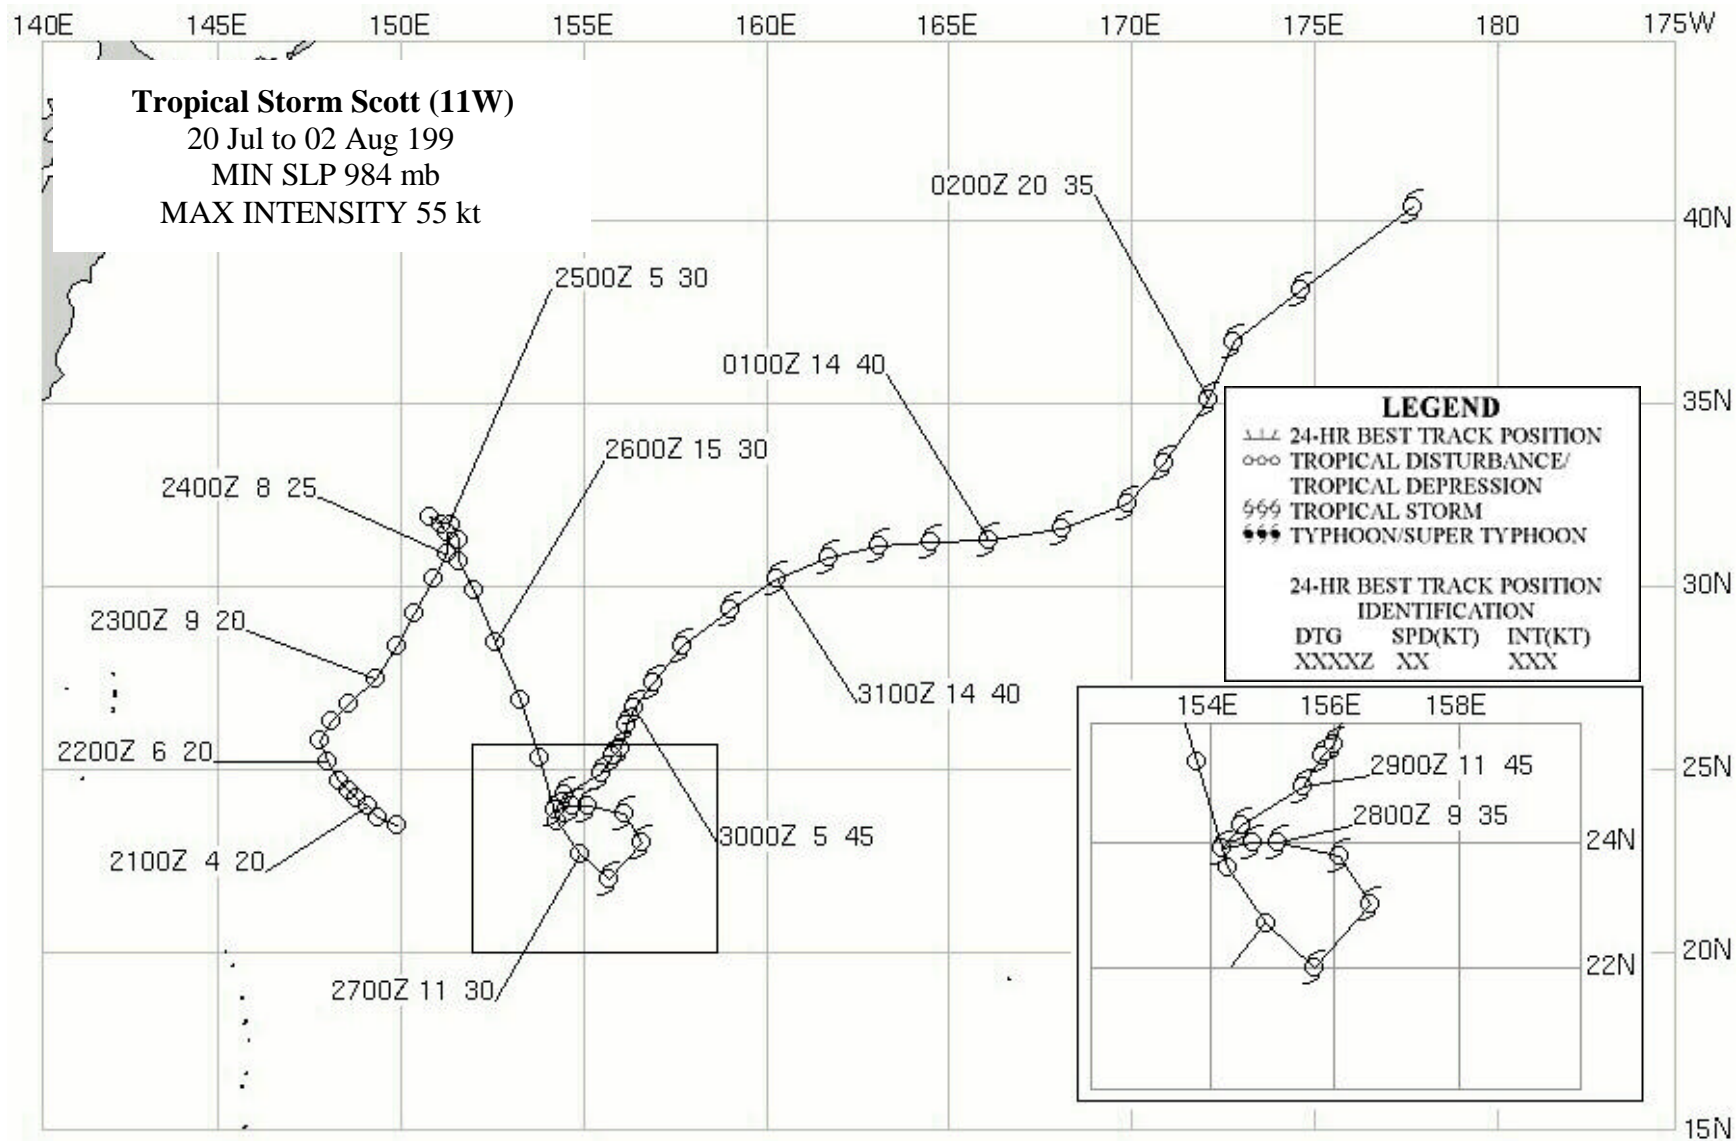 140E 145E 150E 155E 160E 165E 170E 175E 180 175W
Tropical Storm Scott (11W)
20 Jul to 02 Aug 199
MIN SLP 984 mb
MAX INTENSITY 55 kt
0200Z 20 35
40N
2500Z 5 30
0100Z 14 40
35N
2600Z 15 30
2400Z 8 25
LEGEND
24-HR BEST TRACK POSITION
TROPICAL DISTURBANCE/
TROPICAL DEPRESSION
TROPICAL STORM
TYPHOON/SUPER TYPHOON
24-HR BEST TRACK POSITION
IDENTIFICATION
DTG SPD(KT) INT(KT)
XXXXZ XX XXX
30N
2300Z 9 20
3100Z 14 40
2200Z 6 20
25N
3000Z 5 45
2100Z 4 20
2700Z 11 30
154E 156E 158E
2900Z 11 45
2800Z 9 35
24N
22N
20N
15N